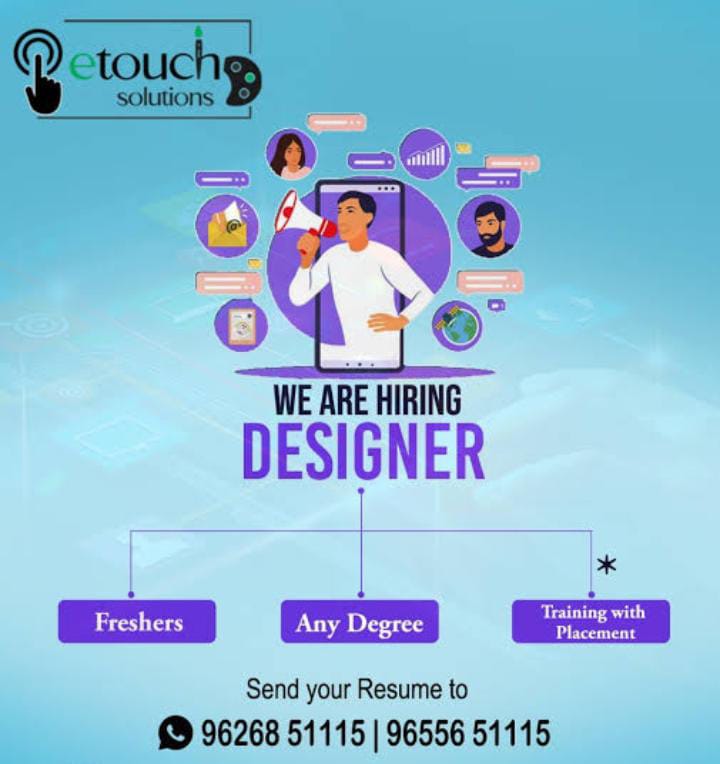 etouch
solutions
WE ARE HIRING
DESIGNER
*
Freshers
Any Degree
Training with
Placement
Send your Resume to
96268 51115 | 96556 51115